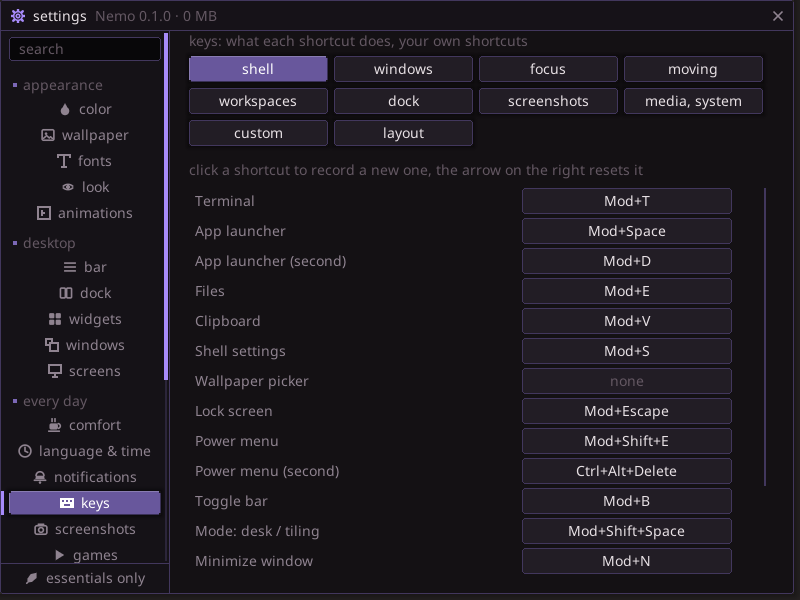 settings Nemo 0.1.0 · 0 MB
search
appearance
color
wallpaper
fonts
look
animations
desktop
bar
dock
widgets
windows
screens
every day
comfort
language & time
notifications
keys
screenshots
games
essentials only
keys: what each shortcut does, your own shortcuts
shell windows focus moving
workspaces dock screenshots media, system
custom layout
click a shortcut to record a new one, the arrow on the right resets it
Terminal Mod+T
App launcher Mod+Space
App launcher (second) Mod+D
Files Mod+E
Clipboard Mod+V
Shell settings Mod+S
Wallpaper picker none
Lock screen Mod+Escape
Power menu Mod+Shift+E
Power menu (second) Ctrl+Alt+Delete
Toggle bar Mod+B
Mode: desk / tiling Mod+Shift+Space
Minimize window Mod+N